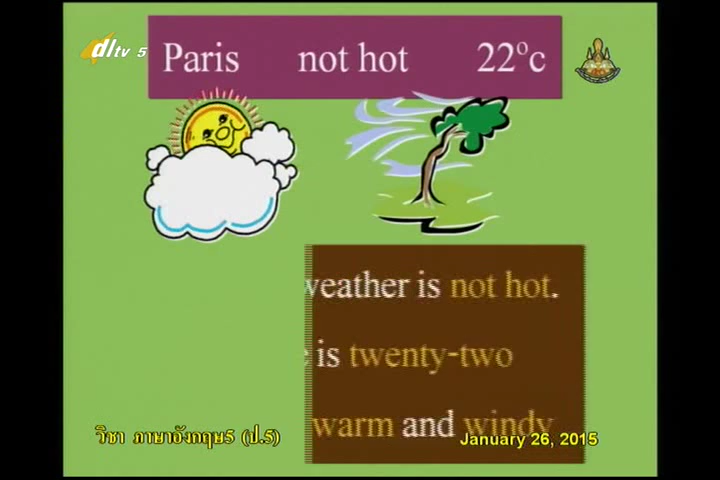 dltv 5
Paris not hot 22°c
weather is not hot.
is twenty-two
warm and windy
วิชา ภาษาอังกฤษ5 (ป.5)
January 26, 2015